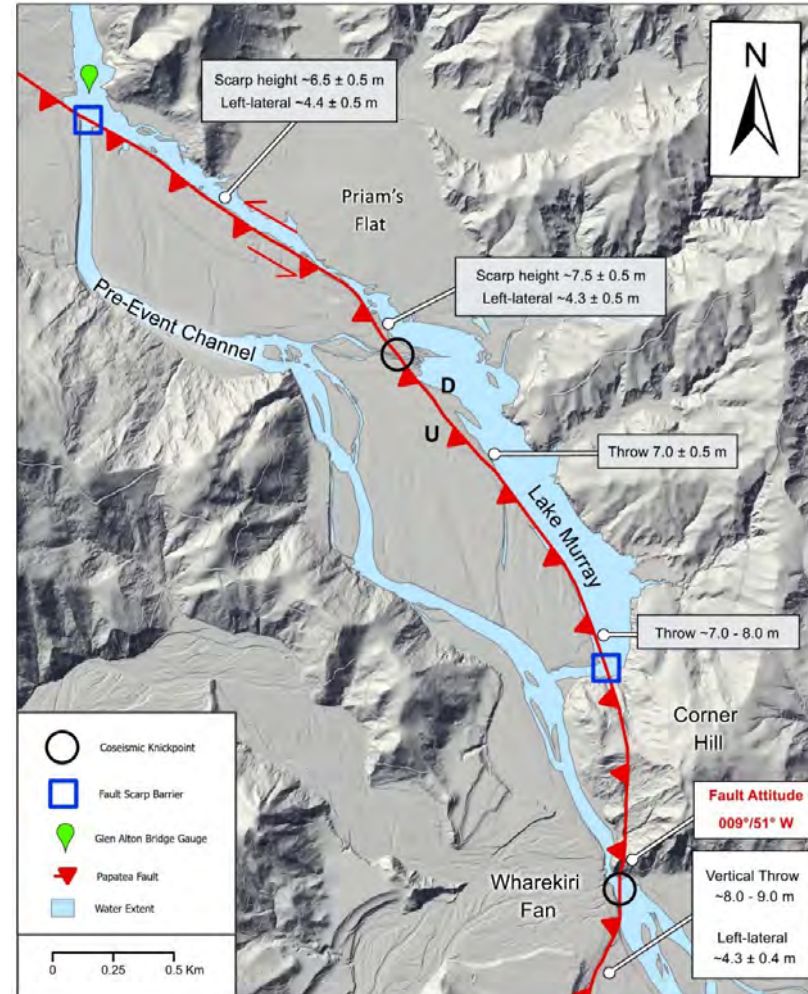 N
Scarp height ~6.5 ± 0.5 m
Left-lateral ~4.4 ± 0.5 m
Priam's
Flat
Scarp height ~7.5 ± 0.5 m
Left-lateral ~4.3 ± 0.5 m
Pre-Event Channel
D
U
Throw 7.0 ± 0.5 m
Lake Murray
Throw ~7.0 - 8.0 m
Corner
Hill
Fault Attitude
009°/51° W
Wharekiri
Fan
Vertical Throw
~8.0 - 9.0 m
Left-lateral
~4.3 ± 0.4 m
Coseismic Knickpoint
Fault Scarp Barrier
Glen Alton Bridge Gauge
Papatea Fault
Water Extent
0 0.25 0.5 Km